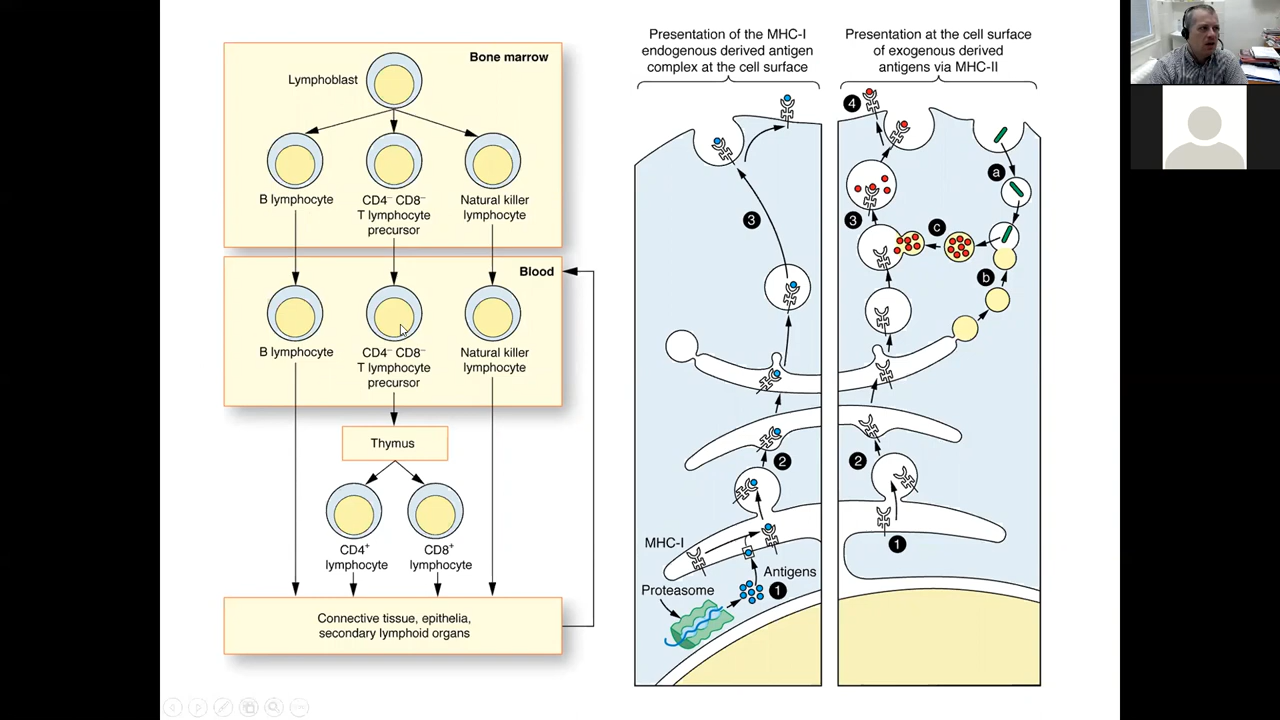 Bone marrow
Lymphoblast
B lymphocyte
CD4⁻ CD8⁻
T lymphocyte
precursor
Natural killer
lymphocyte
Blood
B lymphocyte
CD4⁻ CD8⁻
T lymphocyte
precursor
Natural killer
lymphocyte
Thymus
CD4⁺
lymphocyte
CD8⁺
lymphocyte
Connective tissue, epithelia,
secondary lymphoid organs
Presentation of the MHC-I
endogenous derived antigen
complex at the cell surface
3
2
MHC-I
Antigens
Proteasome
1
Presentation at the cell surface
of exogenous derived
antigens via MHC-II
4
a
3
c
b
2
1